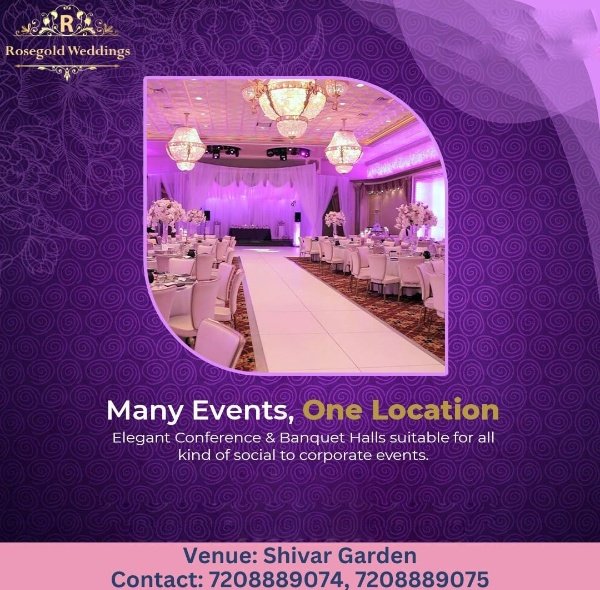 R
Rosegold Weddings
Many Events, One Location
Elegant Conference & Banquet Halls suitable for all
kind of social to corporate events.
Venue: Shivar Garden
Contact: 7208889074, 7208889075